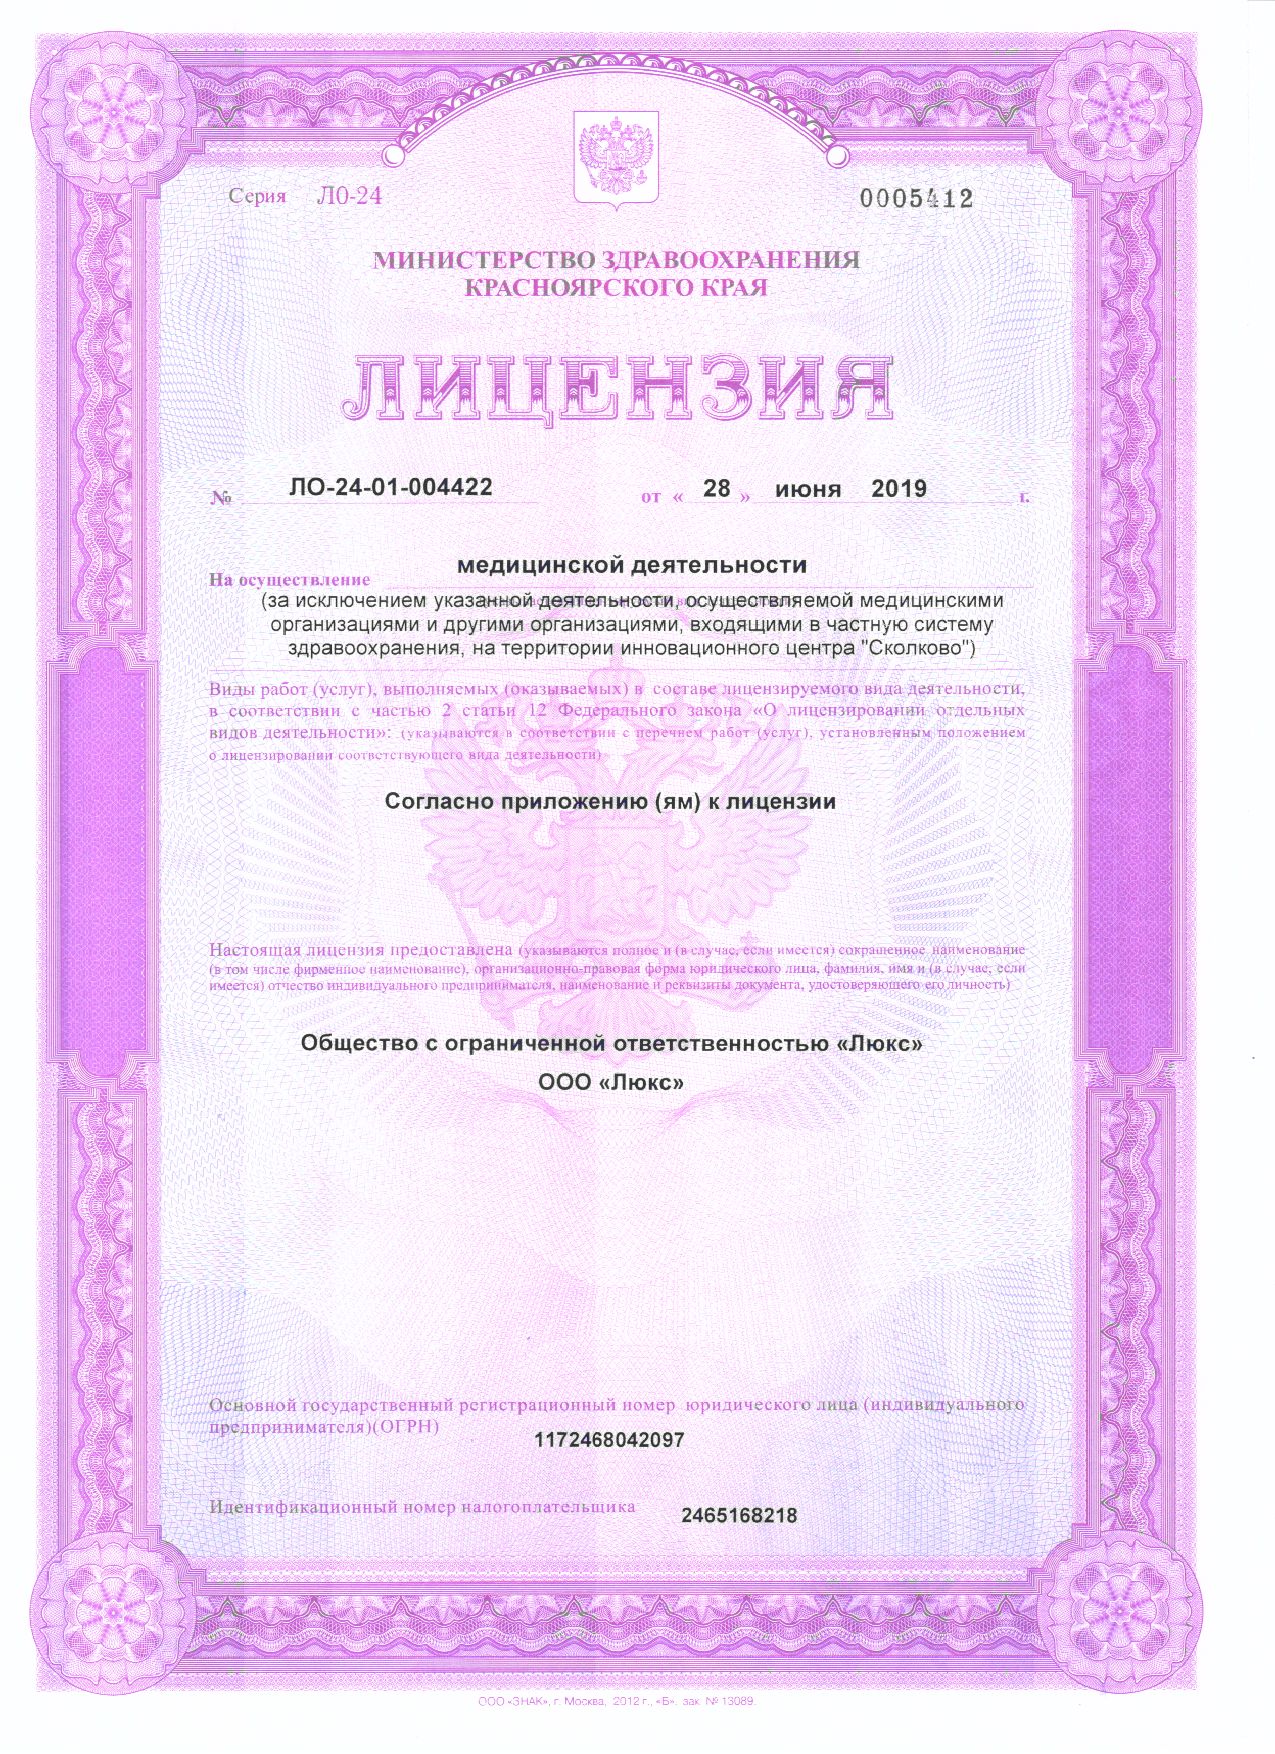 Серия ЛО-24
0005412
МИНИСТЕРСТВО ЗДРАВООХРАНЕНИЯ
КРАСНОЯРСКОГО КРАЯ
ЛИЦЕНЗИЯ
№ ЛО-24-01-004422 от « 28 » июня 2019 г.
На осуществление медицинской деятельности
(за исключением указанной деятельности, осуществляемой медицинскими
организациями и другими организациями, входящими в частную систему
здравоохранения, на территории инновационного центра "Сколково")
Виды работ (услуг), выполняемых (оказываемых) в составе лицензируемого вида деятельности,
в соответствии с частью 2 статьи 12 Федерального закона «О лицензировании отдельных
видов деятельности»: (указываются в соответствии с перечнем работ (услуг), установленным положением
о лицензировании соответствующего вида деятельности)
Согласно приложению (ям) к лицензии
Настоящая лицензия предоставлена (указываются полное и (в случае, если имеется) сокращенное наименование
(в том числе фирменное наименование), организационно-правовая форма юридического лица, фамилия, имя и (в случае, если
имеется) отчество индивидуального предпринимателя, наименование и реквизиты документа, удостоверяющего его личность)
Общество с ограниченной ответственностью «Люкс»
ООО «Люкс»
Основной государственный регистрационный номер юридического лица (индивидуального
предпринимателя)(ОГРН) 1172468042097
Идентификационный номер налогоплательщика 2465168218
ООО «ЗНАК», г. Москва, 2012 г., «Б». зак. № 13089.